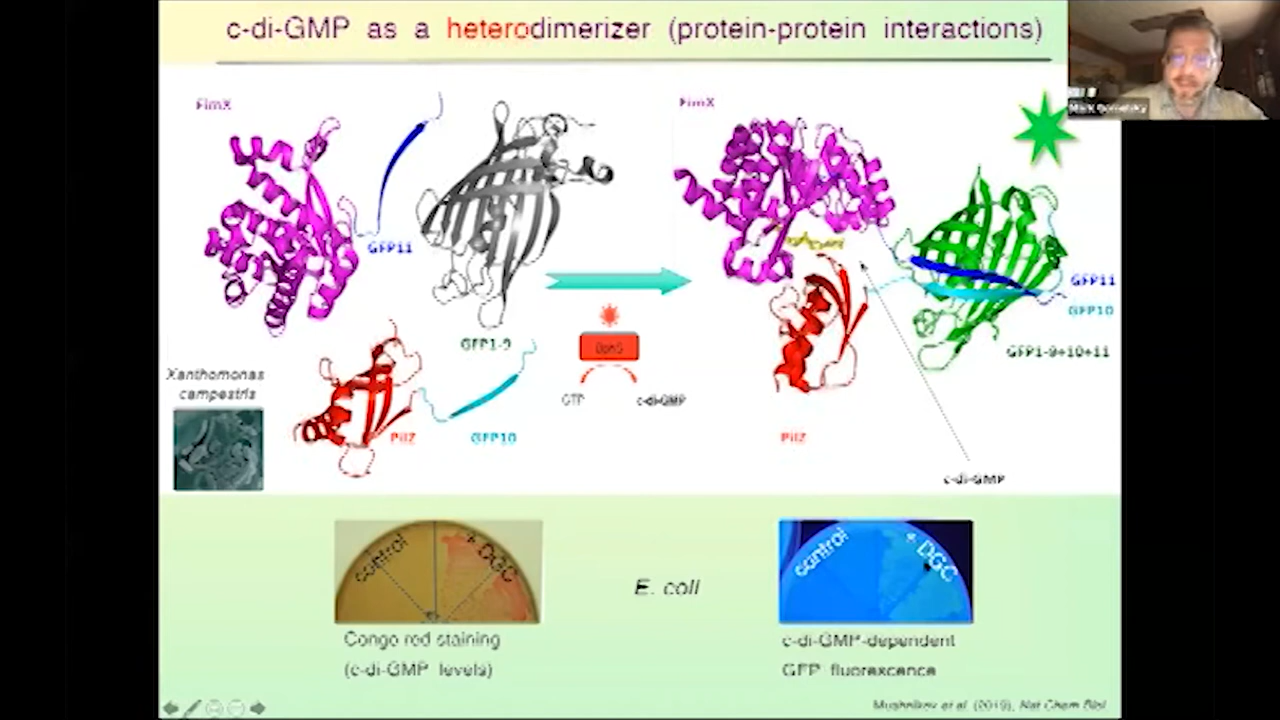 c-di-GMP as a heterodimerizer (protein-protein interactions)
FimX
GFP11
GFP1-9
Xanthomonas
campestris
PilZ
GFP10
GTP
c-di-GMP
FimX
GFP11
GFP10
GFP1-9+10+11
PilZ
c-di-GMP
control
+ DGC
E. coli
control
+ DGC
Congo red staining
(c-di-GMP levels)
c-di-GMP-dependent
GFP fluorexcence
et al. (2019), Nat Chem Biol
Mark